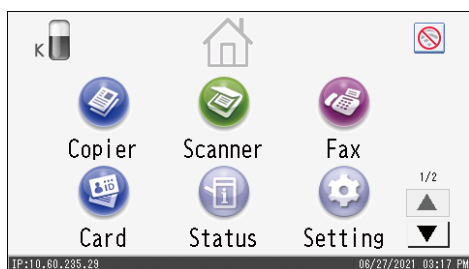 K
Copier Scanner Fax
iD
1/2
Card Status Setting
IP:10.60.235.29 06/27/2021 03:17 PM